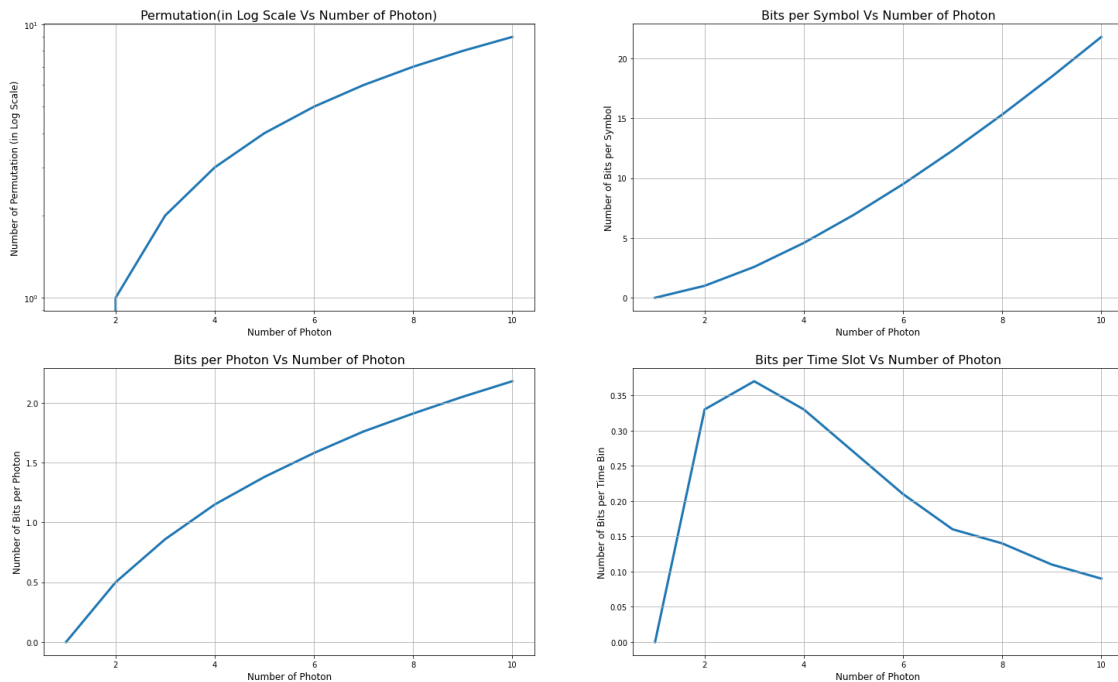 Permutation(in Log Scale Vs Number of Photon)
10¹
10⁰
Number of Permutation (in Log Scale)
2 4 6 8 10
Number of Photon
Bits per Symbol Vs Number of Photon
20
15
10
5
0
Number of Bits per Symbol
2 4 6 8 10
Number of Photon
Bits per Photon Vs Number of Photon
2.0
1.5
1.0
0.5
0.0
Number of Bits per Photon
2 4 6 8 10
Number of Photon
Bits per Time Slot Vs Number of Photon
0.35
0.30
0.25
0.20
0.15
0.10
0.05
0.00
Number of Bits per Time Bin
2 4 6 8 10
Number of Photon